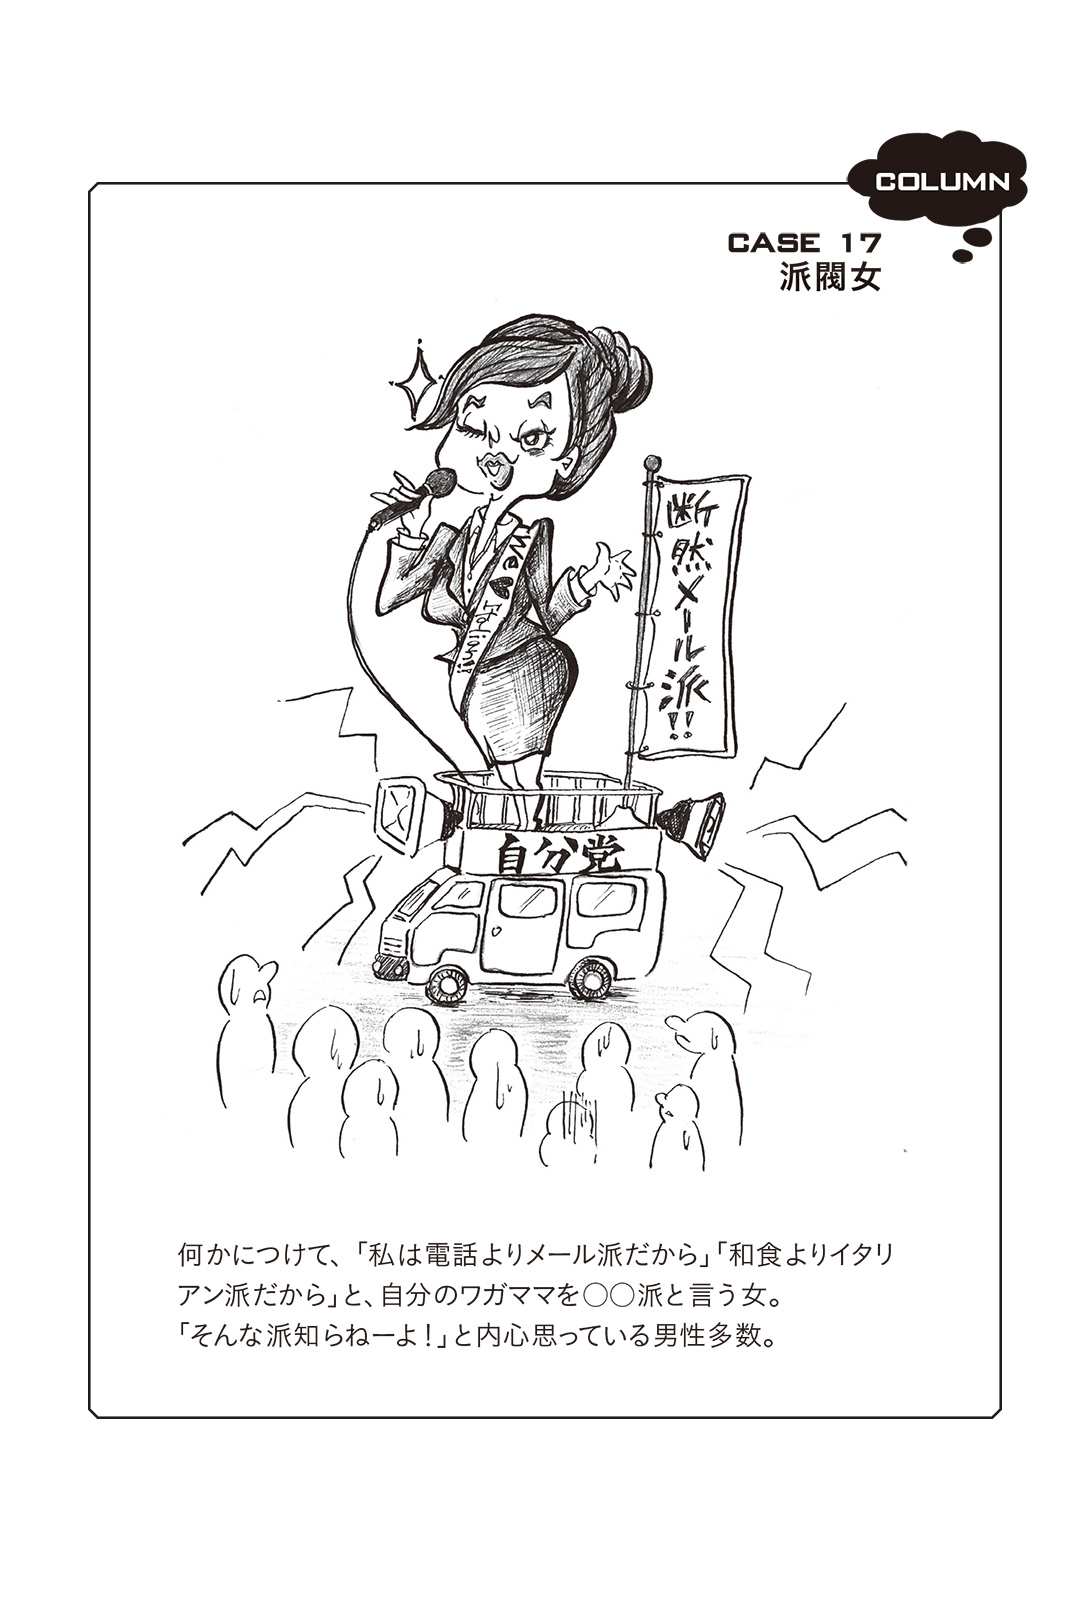 COLUMN
CASE 17
派閥女
We ♥ Italian!!
断然メール派!!
自分党
何かにつけて、「私は電話よりメール派だから」「和食よりイタリ
アン派だから」と、自分のワガママを○○派と言う女。
「そんな派知らねーよ！」と内心思っている男性多数。